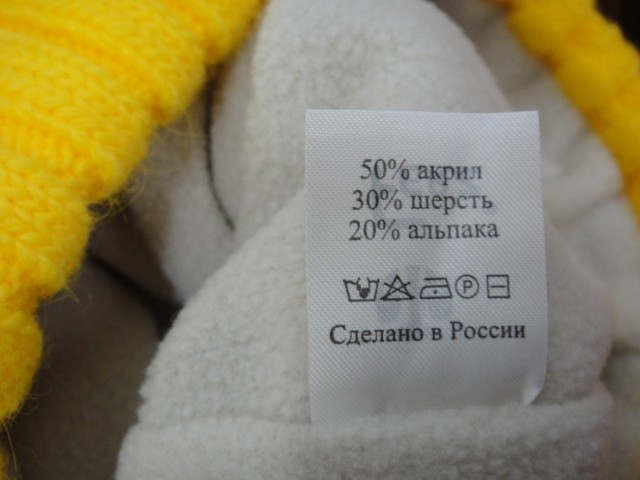 50% акрил
30% шерсть
20% альпака
P
Сделано в России